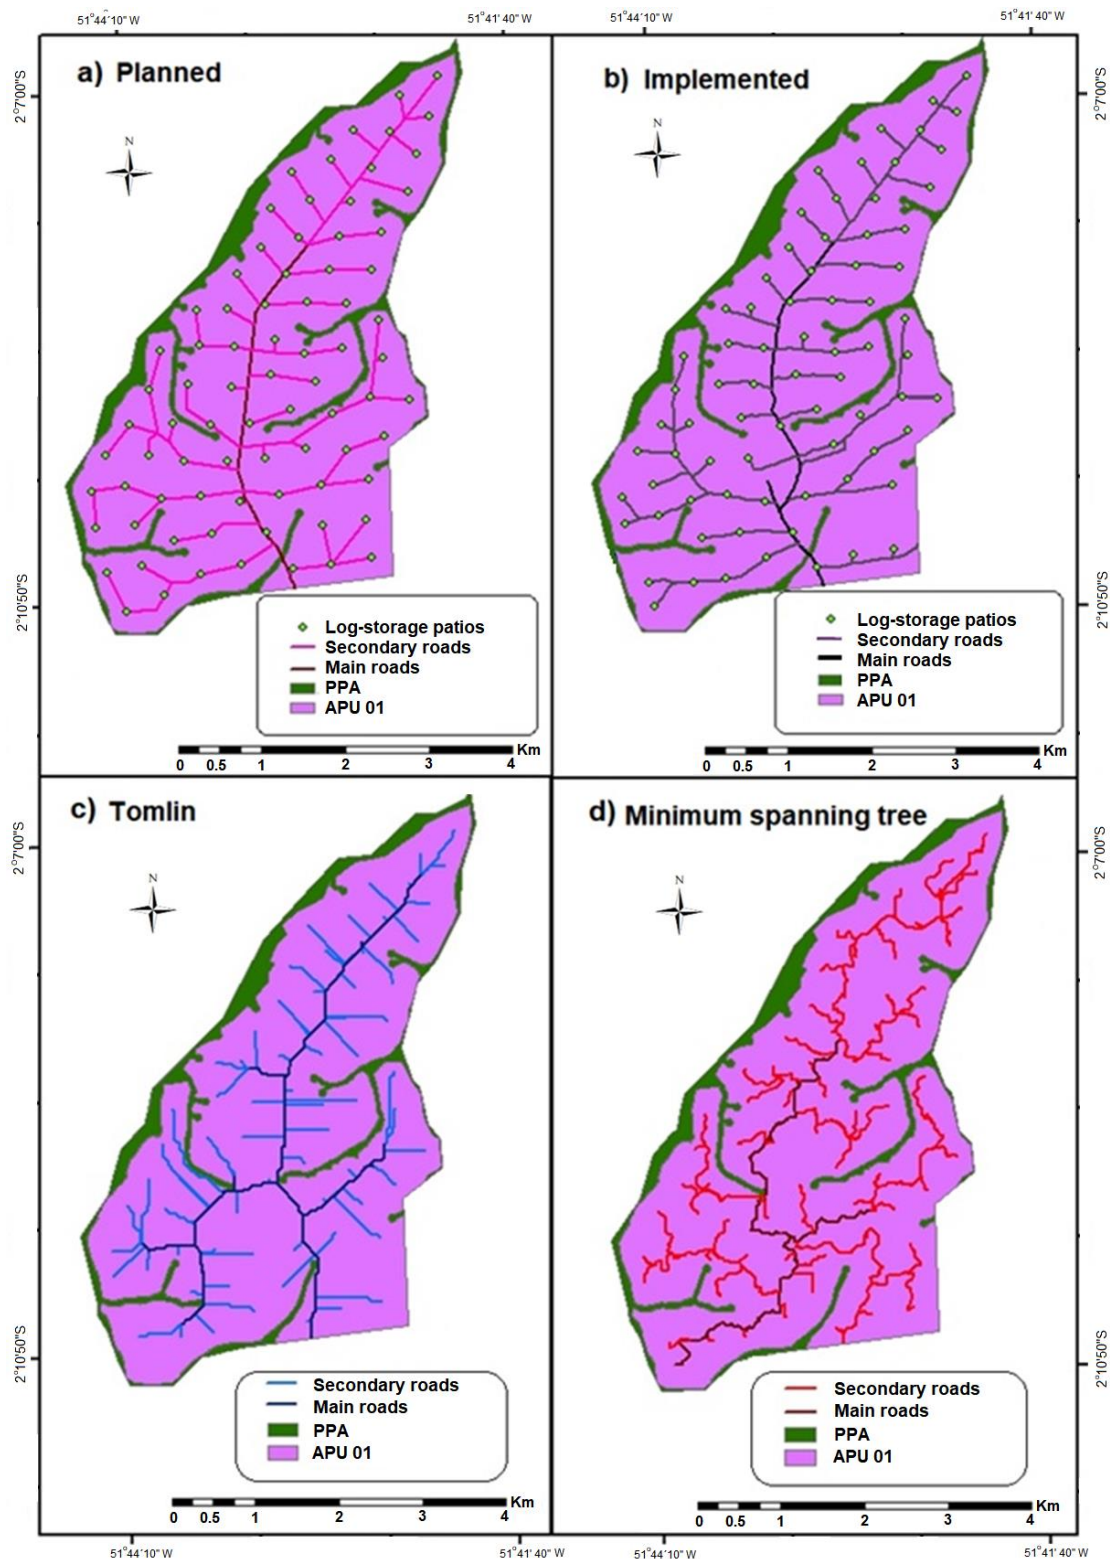 51°44'10" W
51°41'40" W
51°44'10" W
51°41'40" W
a) Planned
b) Implemented
2°7'00"S
2°7'00"S
N
N
2°10'50"S
2°10'50"S
Log-storage patios
Secondary roads
Main roads
PPA
APU 01
Log-storage patios
Secondary roads
Main roads
PPA
APU 01
0 0.5 1 2 3 4 Km
0 0.5 1 2 3 4 Km
c) Tomlin
d) Minimum spanning tree
2°7'00"S
2°7'00"S
N
N
2°10'50"S
2°10'50"S
Secondary roads
Main roads
PPA
APU 01
Secondary roads
Main roads
PPA
APU 01
0 0.5 1 2 3 4 Km
0 0.5 1 2 3 4 Km
51°44'10" W
51°41'40" W
51°44'10" W
51°41'40" W